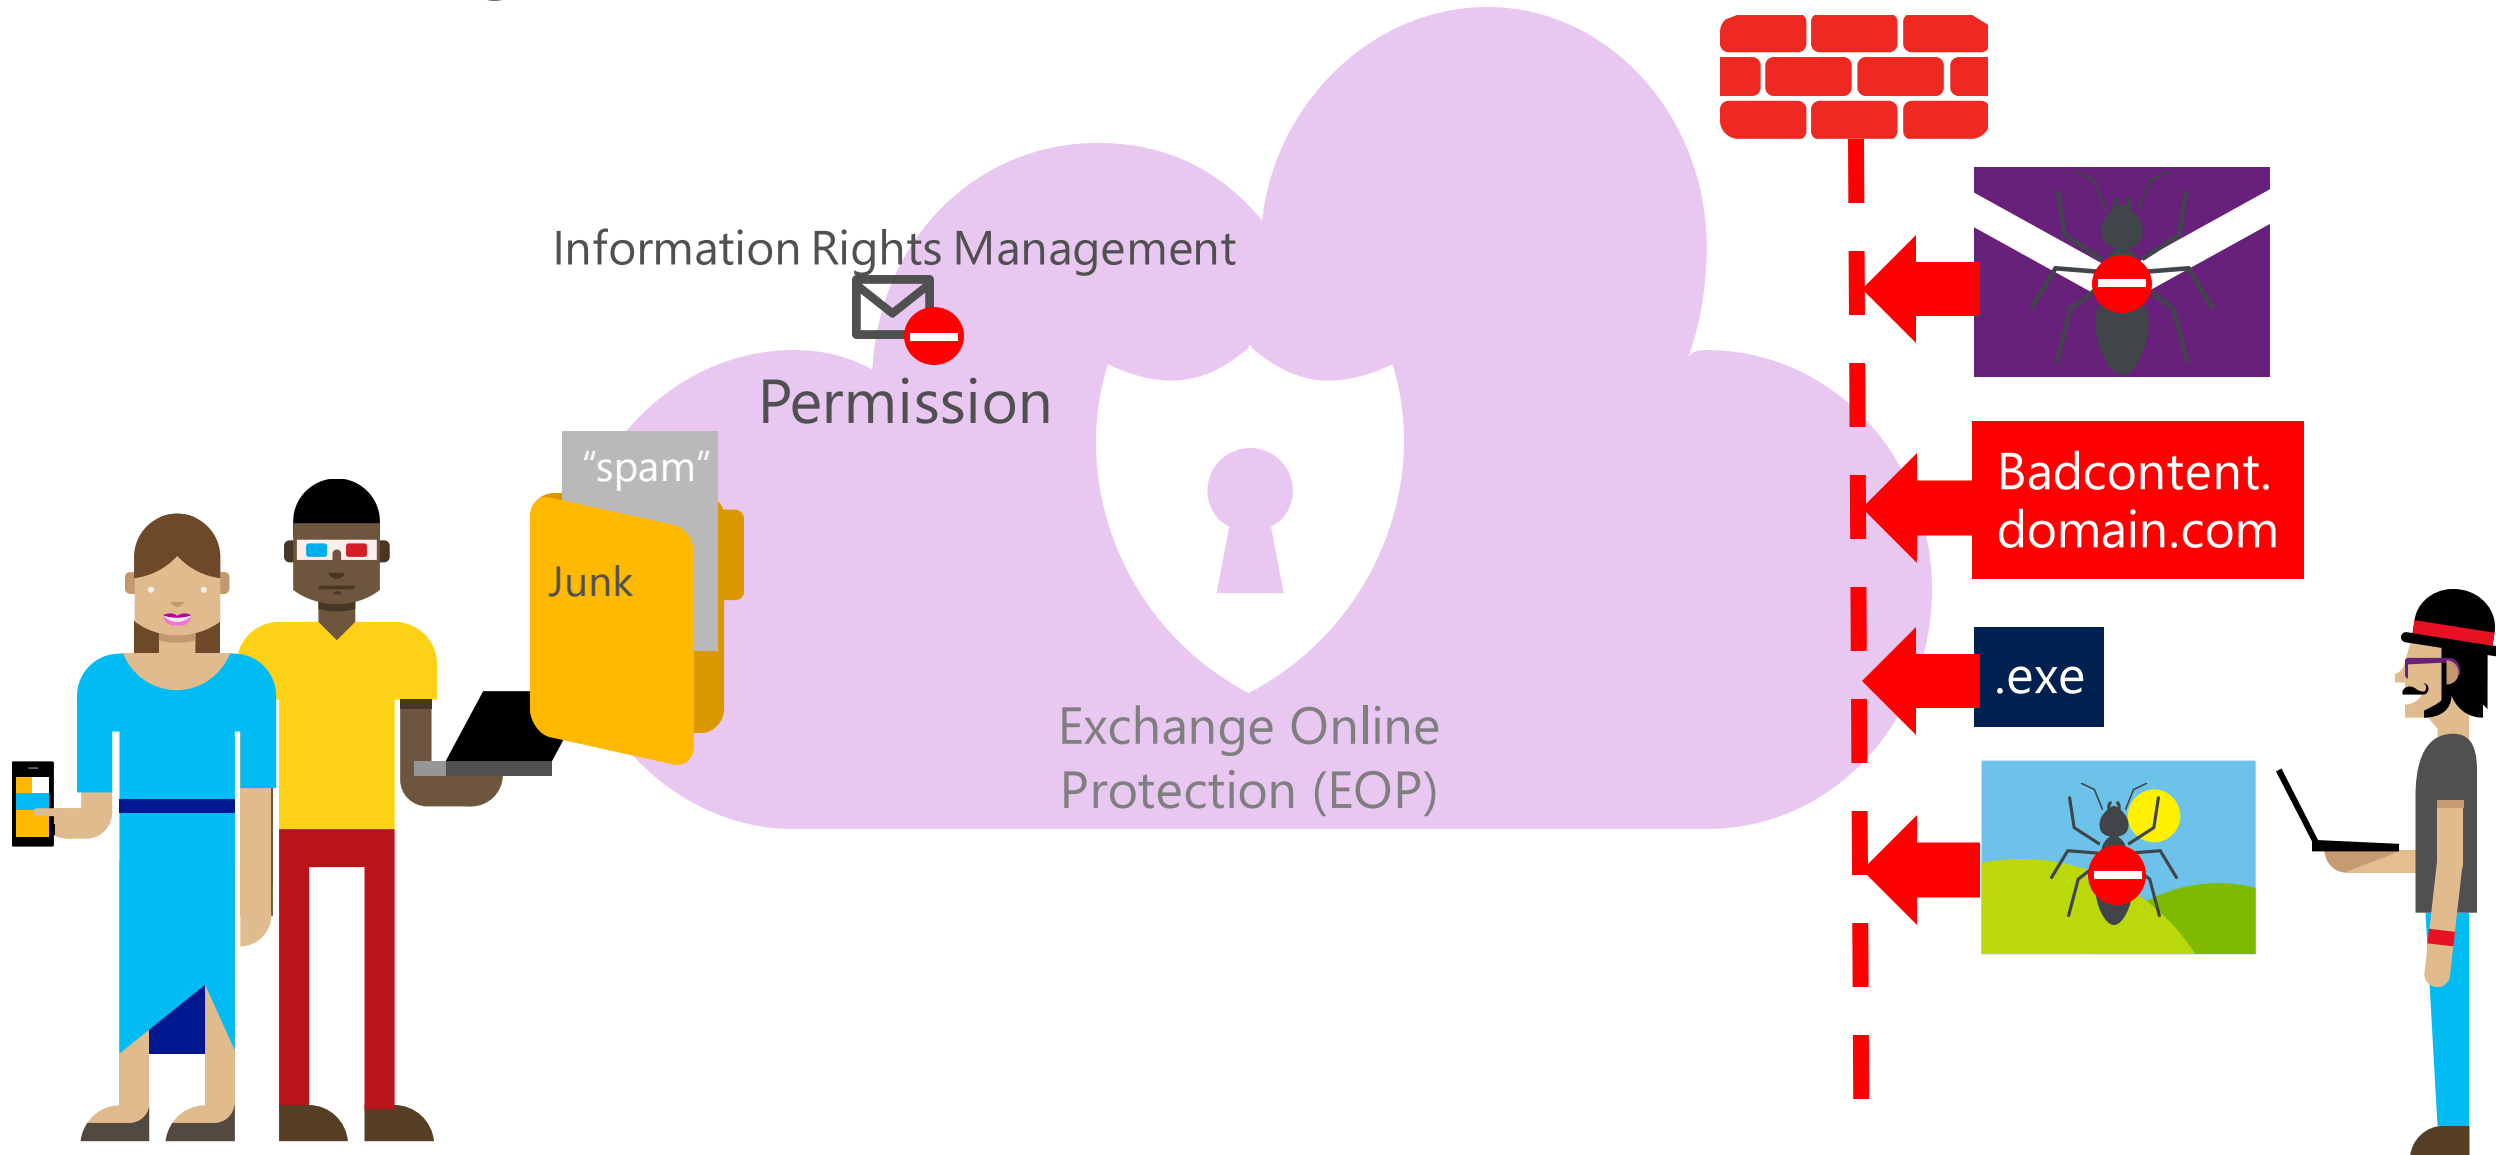 Information Rights Management
Permission
“spam”
Junk
Exchange Online
Protection (EOP)
Badcontent.
domain.com
.exe